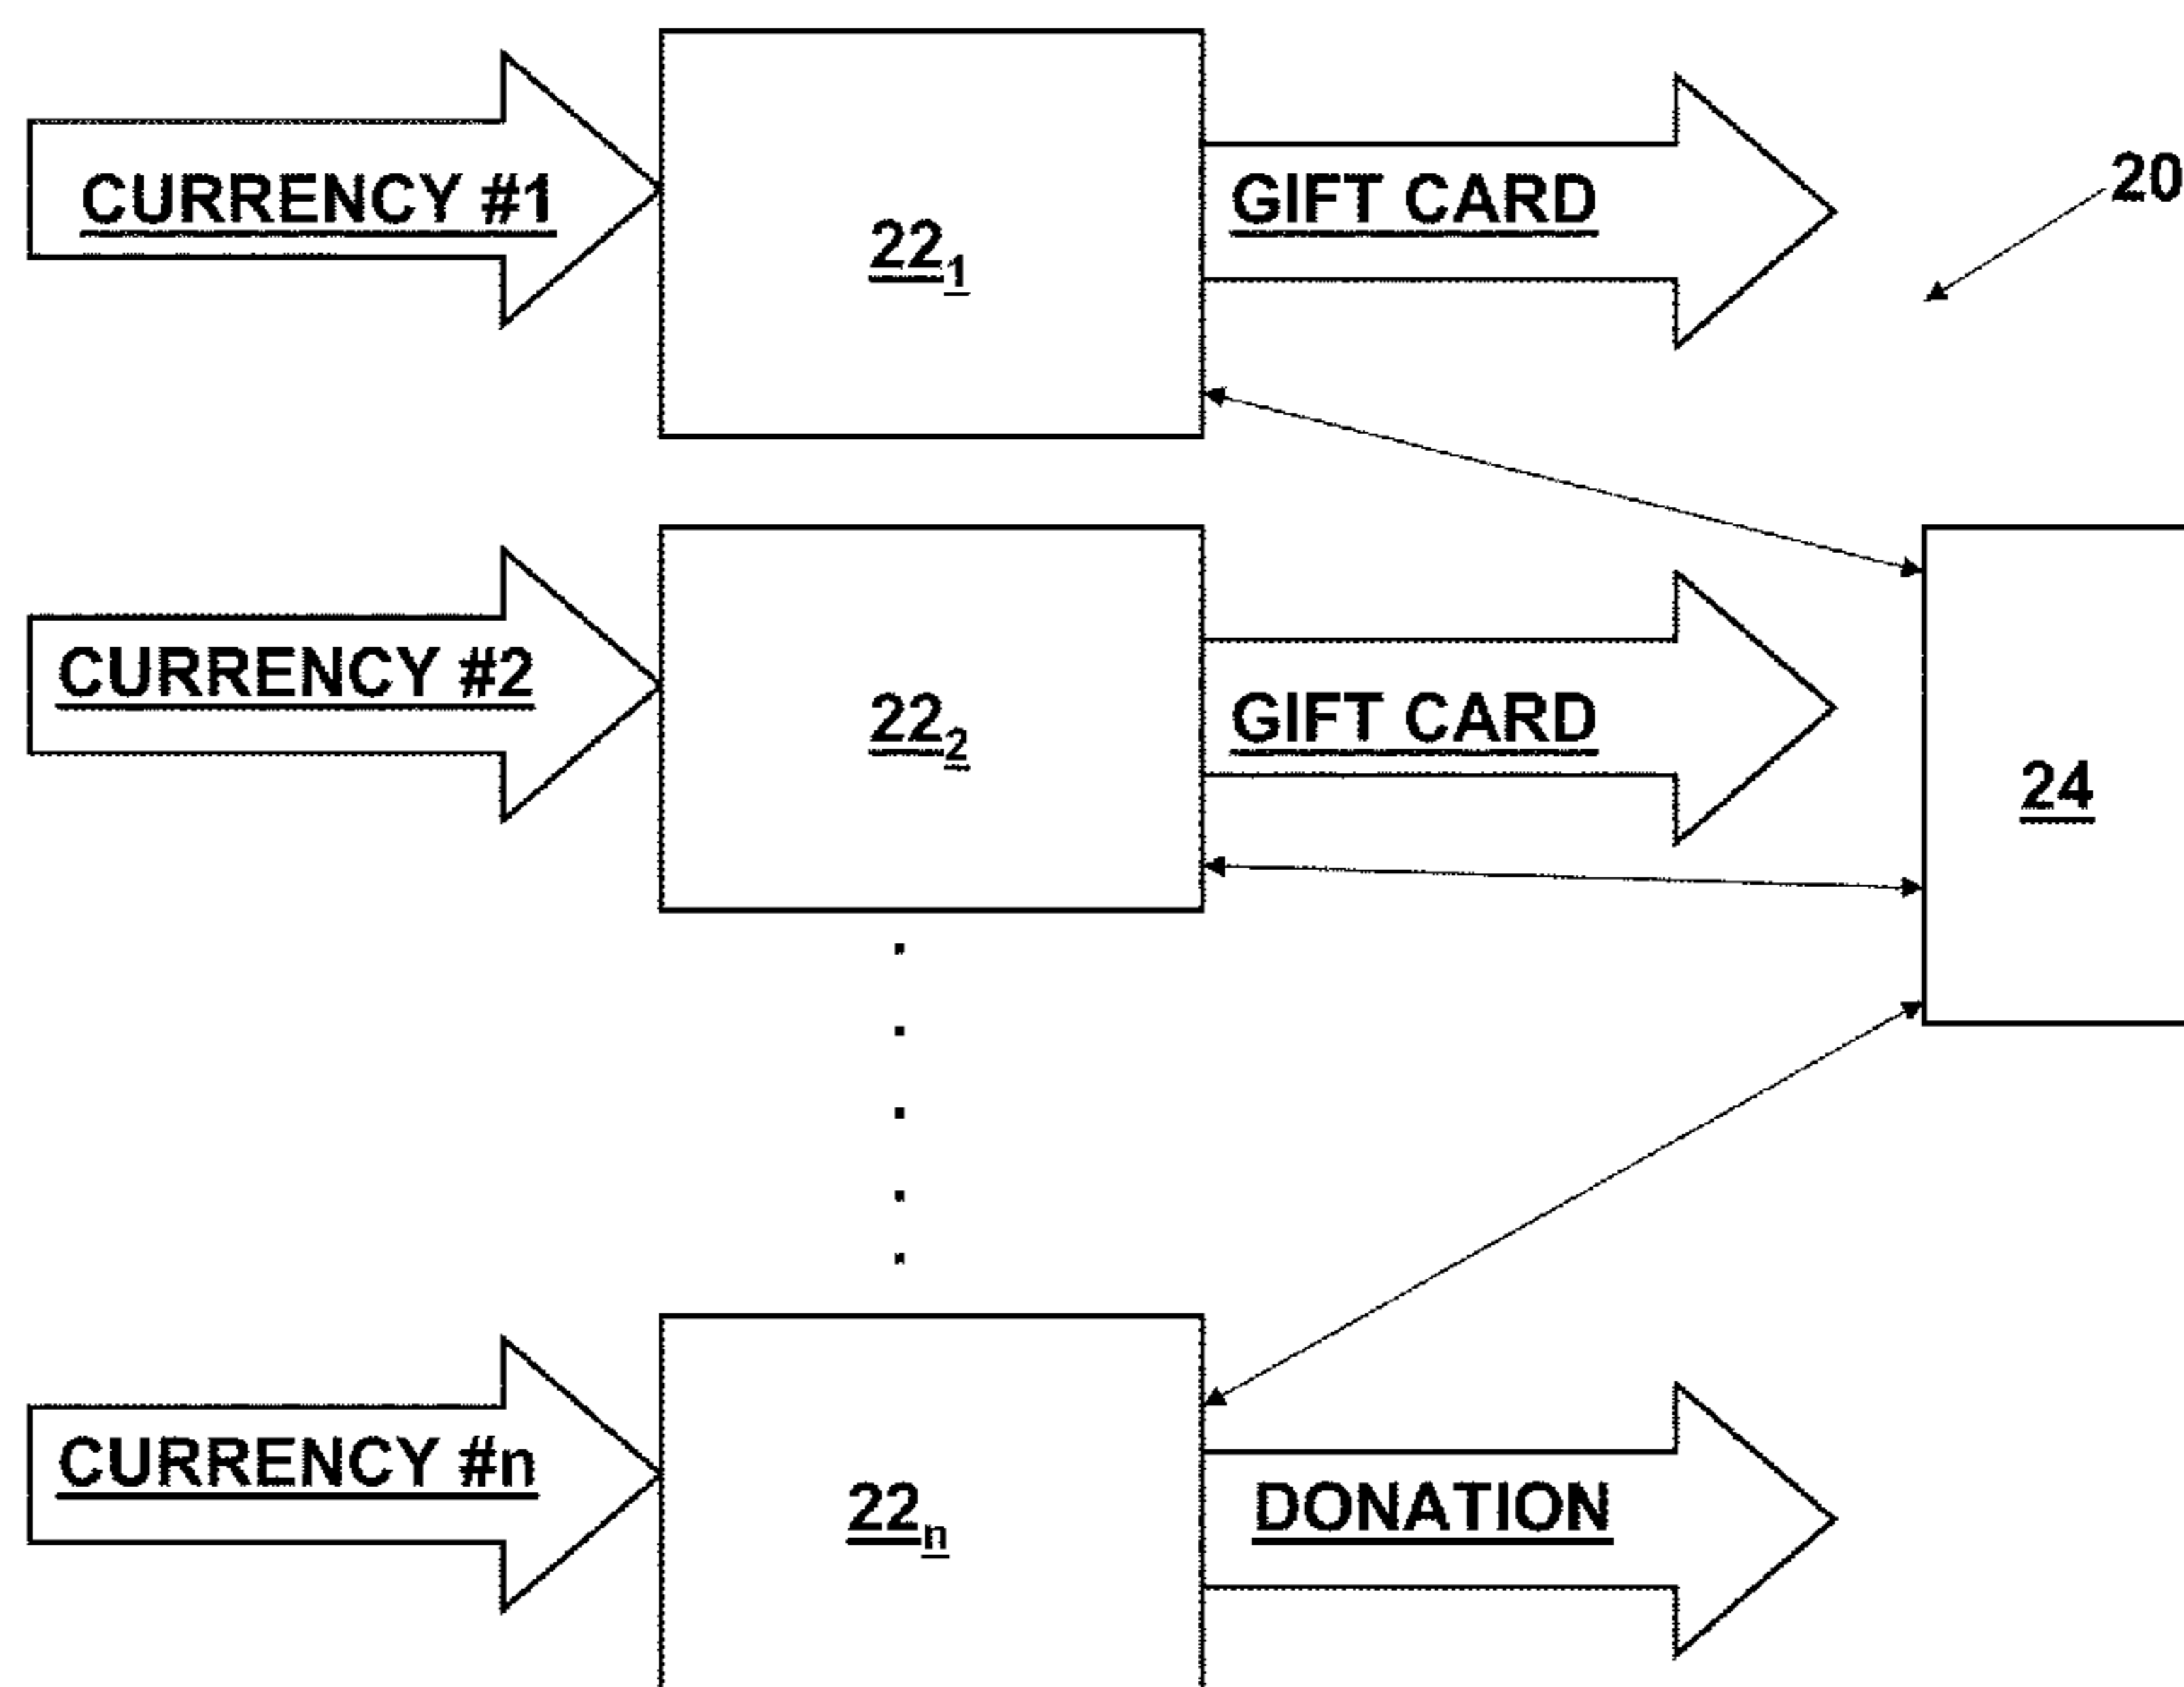 CURRENCY #1
22₁
GIFT CARD
20
CURRENCY #2
22₂
GIFT CARD
24
CURRENCY #n
22ₙ
DONATION